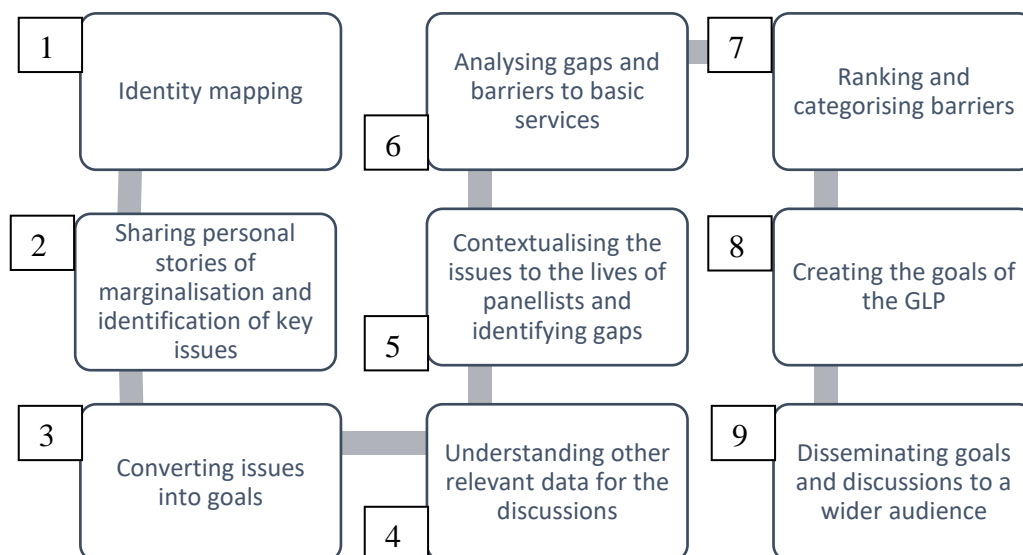 1
Identity mapping
2
Sharing personal
stories of
marginalisation and
identification of key
issues
3
Converting issues
into goals
4
Understanding other
relevant data for the
discussions
5
Contextualising the
issues to the lives of
panellists and
identifying gaps
6
Analysing gaps and
barriers to basic
services
7
Ranking and
categorising barriers
8
Creating the goals of
the GLP
9
Disseminating goals
and discussions to a
wider audience